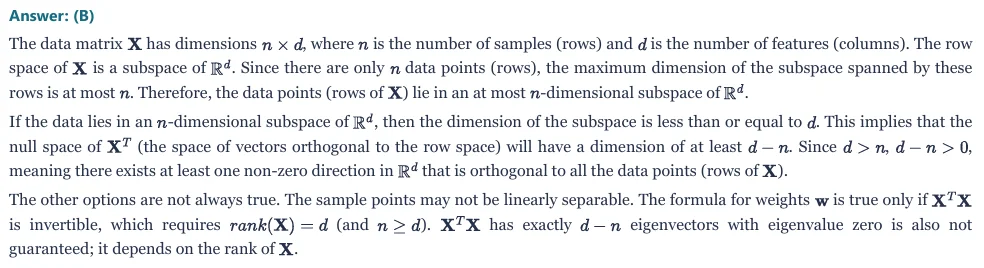 Answer: (B)
The data matrix X has dimensions n × d, where n is the number of samples (rows) and d is the number of features (columns). The row
space of X is a subspace of ℝᵈ. Since there are only n data points (rows), the maximum dimension of the subspace spanned by these
rows is at most n. Therefore, the data points (rows of X) lie in an at most n-dimensional subspace of ℝᵈ.
If the data lies in an n-dimensional subspace of ℝᵈ, then the dimension of the subspace is less than or equal to d. This implies that the
null space of Xᵀ (the space of vectors orthogonal to the row space) will have a dimension of at least d − n. Since d > n, d − n > 0,
meaning there exists at least one non-zero direction in ℝᵈ that is orthogonal to all the data points (rows of X).
The other options are not always true. The sample points may not be linearly separable. The formula for weights w is true only if XᵀX
is invertible, which requires rank(X) = d (and n ≥ d). XᵀX has exactly d − n eigenvectors with eigenvalue zero is also not
guaranteed; it depends on the rank of X.